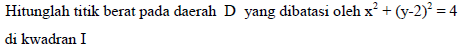 Hitunglah titik berat pada daerah D yang dibatasi oleh x² + (y-2)² = 4
di kwadran I